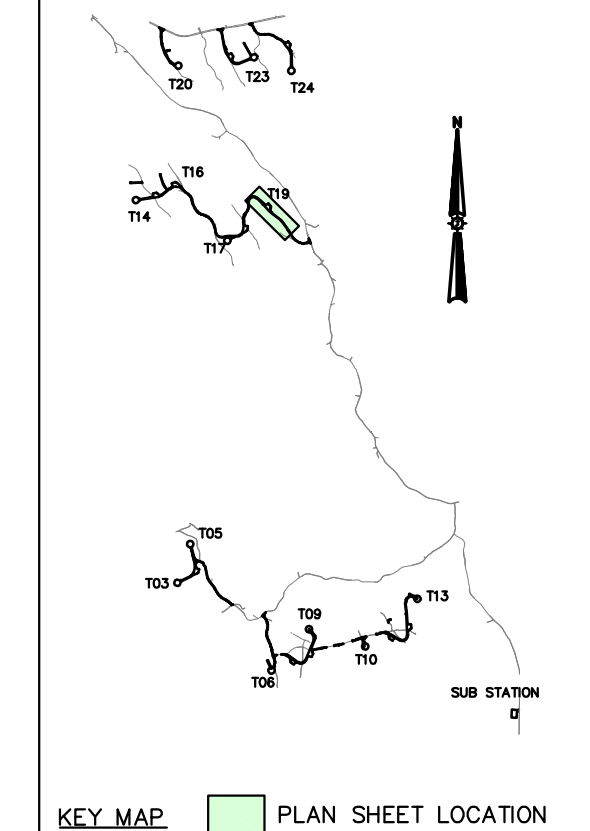 T20
T23
T24
N
T16
T19
T14
T17
T05
T03
T13
T09
T10
T06
SUB STATION
KEY MAP
PLAN SHEET LOCATION